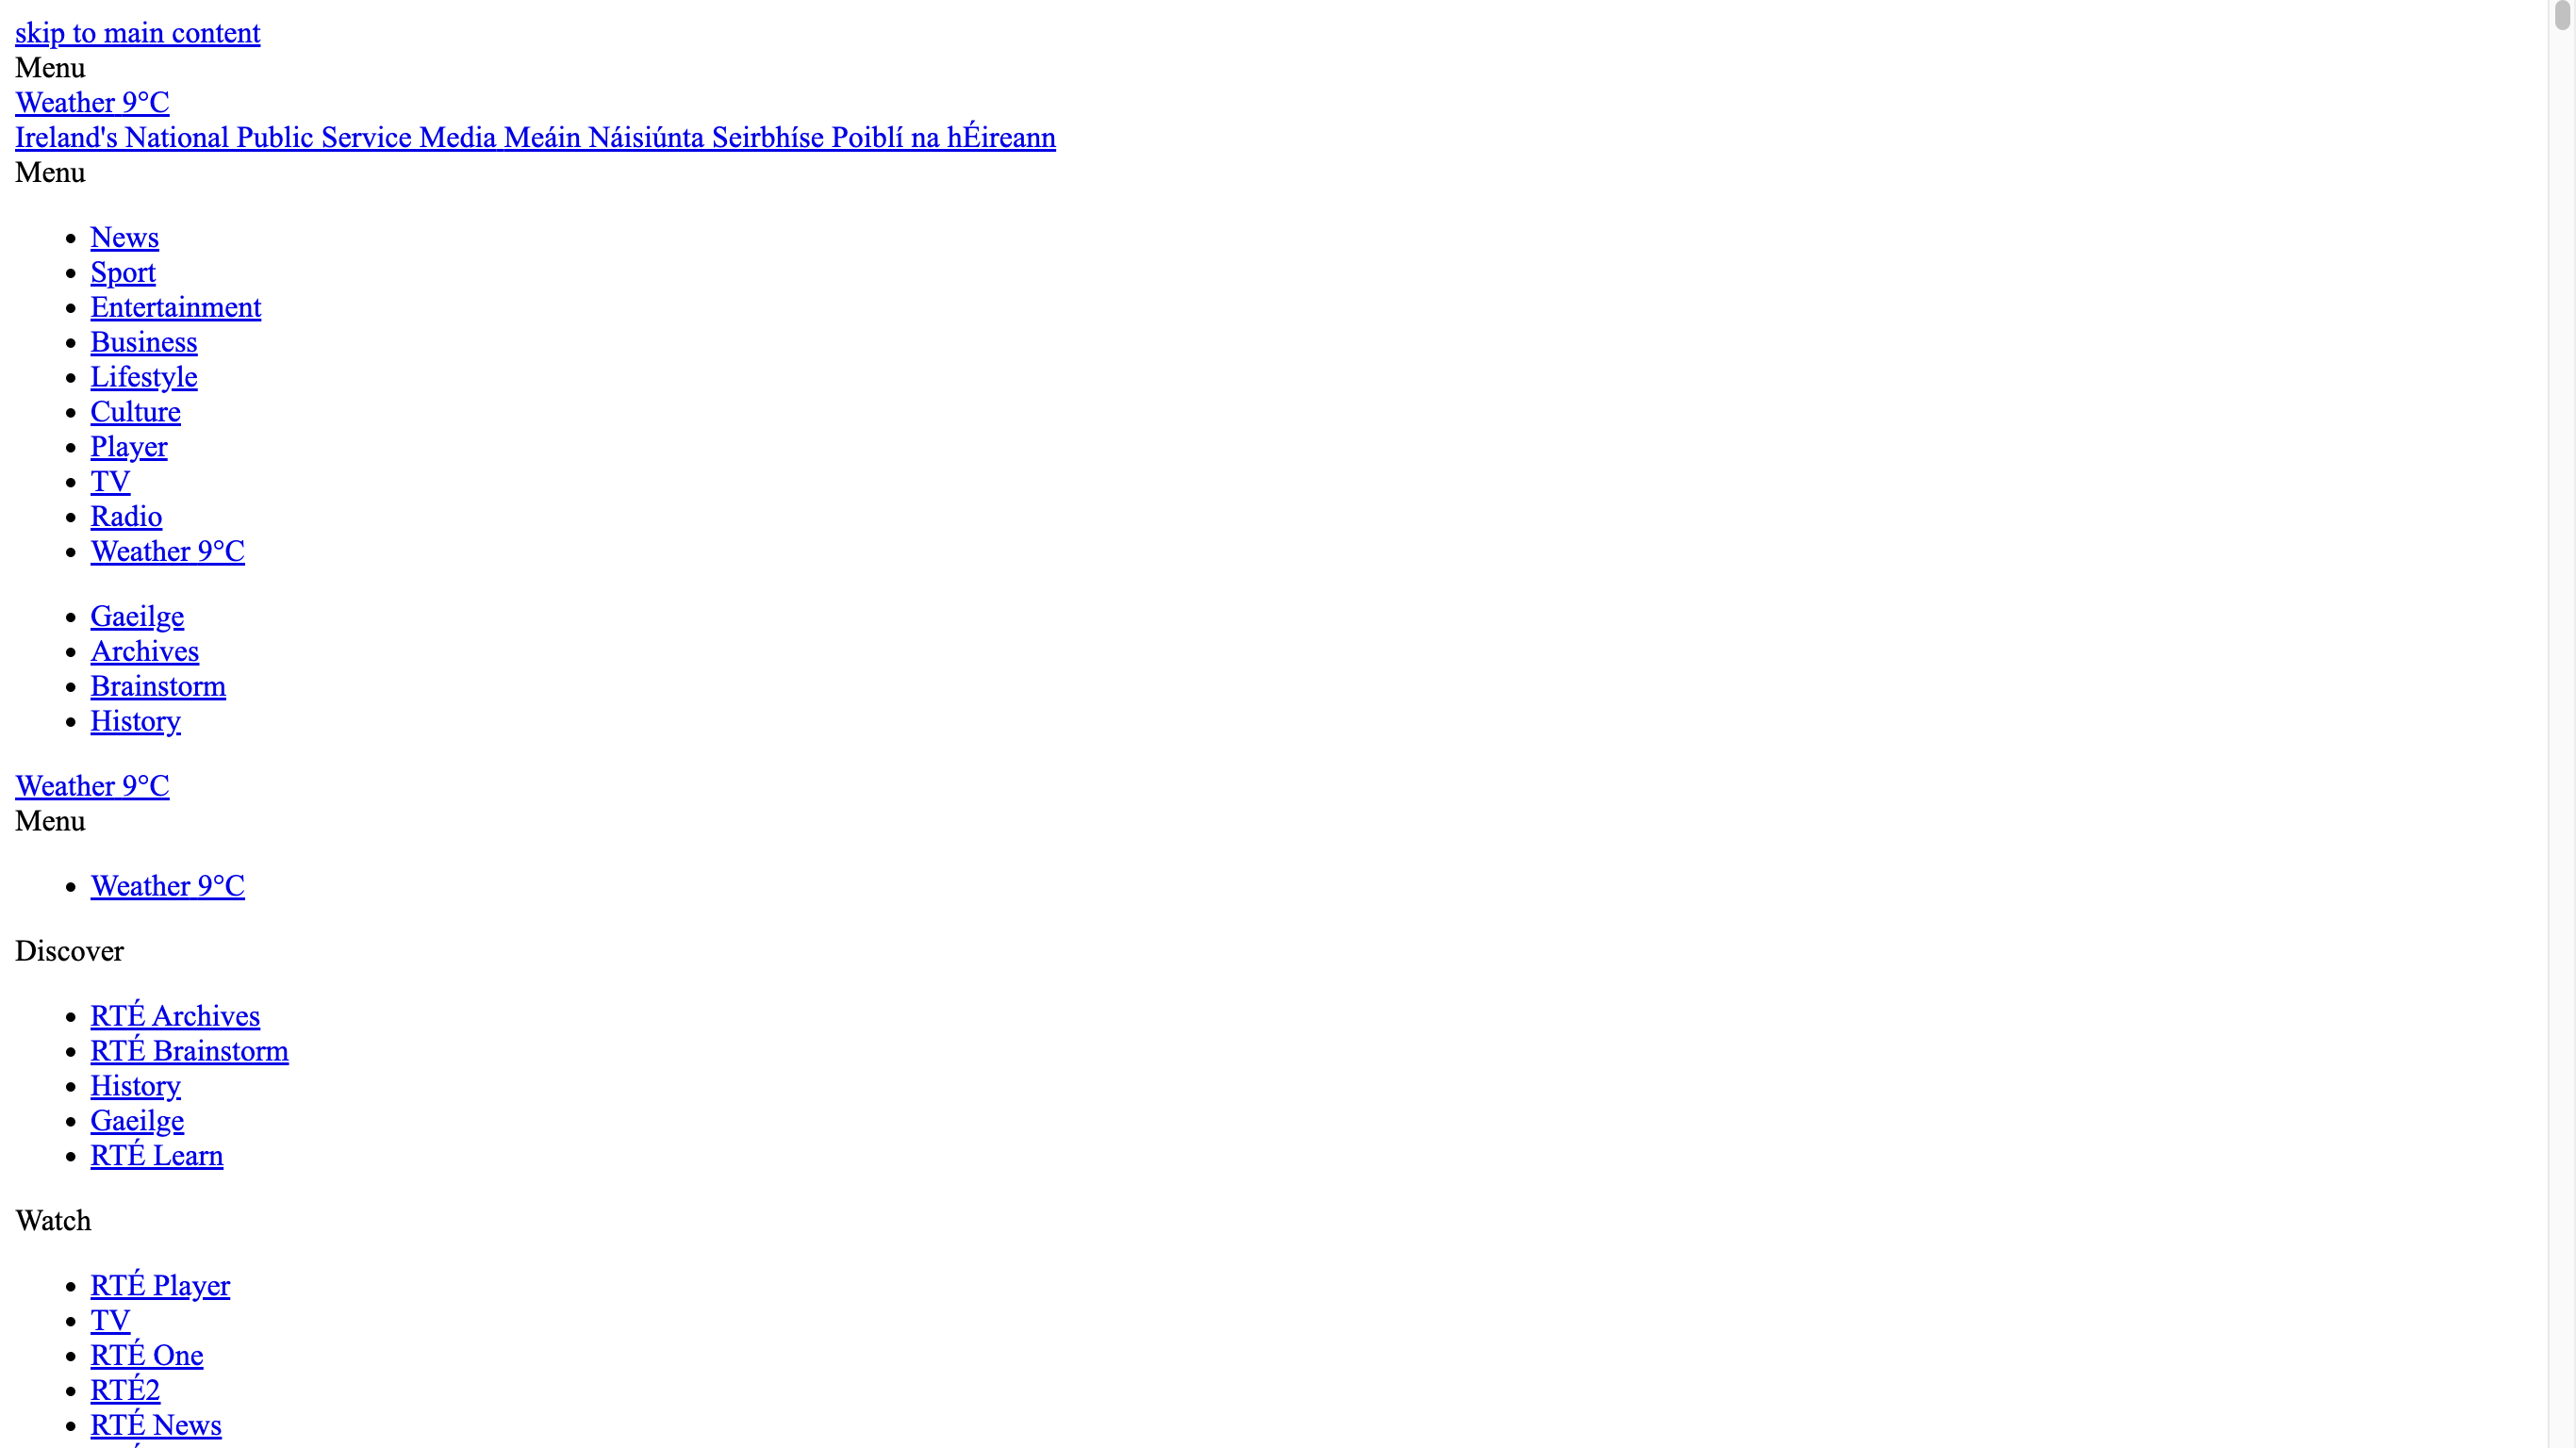 skip to main content
Menu
Weather 9°C
Ireland's National Public Service Media Meáin Náisiúnta Seirbhíse Poiblí na hÉireann
Menu
News
Sport
Entertainment
Business
Lifestyle
Culture
Player
TV
Radio
Weather 9°C
Gaeilge
Archives
Brainstorm
History
Weather 9°C
Menu
Weather 9°C
Discover
RTÉ Archives
RTÉ Brainstorm
History
Gaeilge
RTÉ Learn
Watch
RTÉ Player
TV
RTÉ One
RTÉ2
RTÉ News